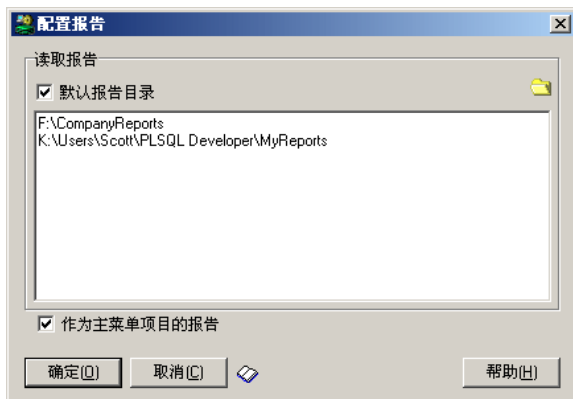 配置报告
读取报告
默认报告目录
F:\CompanyReports
K:\Users\Scott\PLSQL Developer\MyReports
作为主菜单项目的报告
确定(O) 取消(C) 帮助(H)